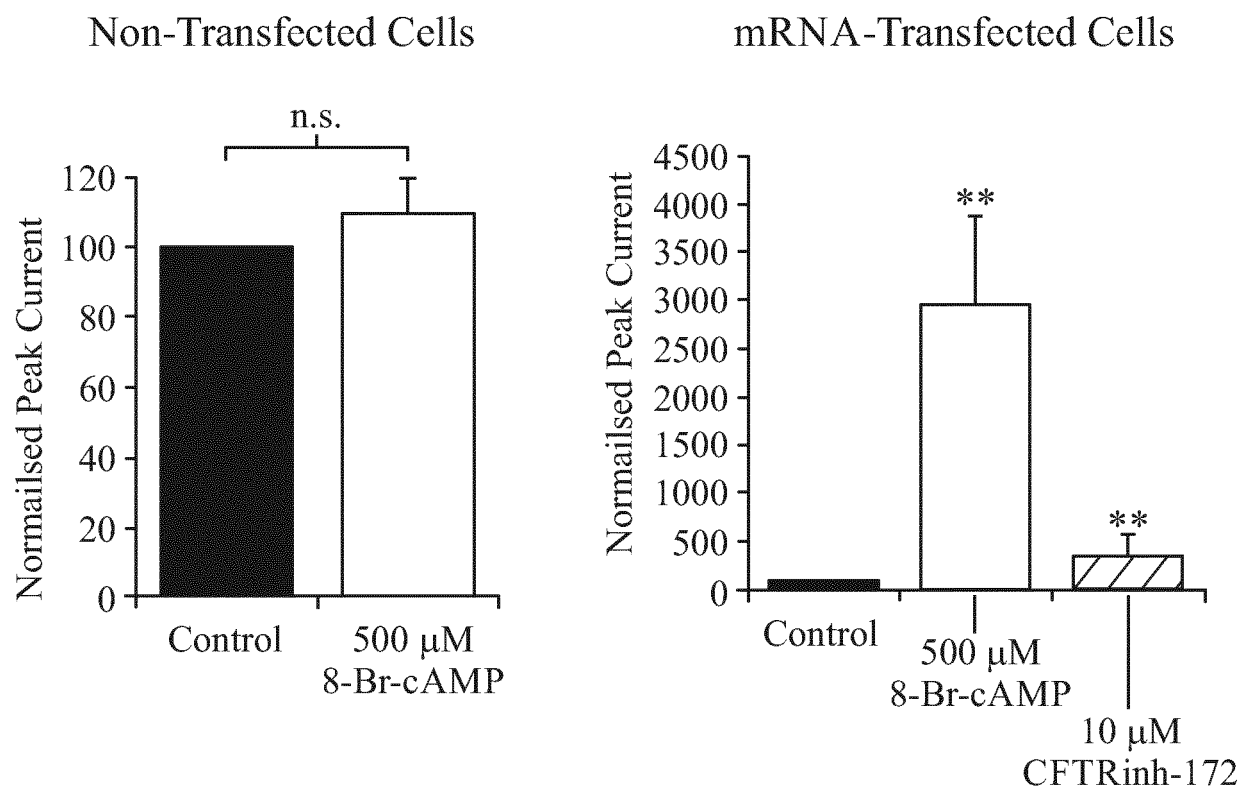 Non-Transfected Cells
n.s.
Normailsed Peak Current
120
100
80
60
40
20
0
Control
500 μM
8-Br-cAMP
mRNA-Transfected Cells
Normailsed Peak Current
4500
4000
3500
3000
2500
2000
1500
1000
500
0
**
**
Control
500 μM
8-Br-cAMP
10 μM
CFTRinh-172